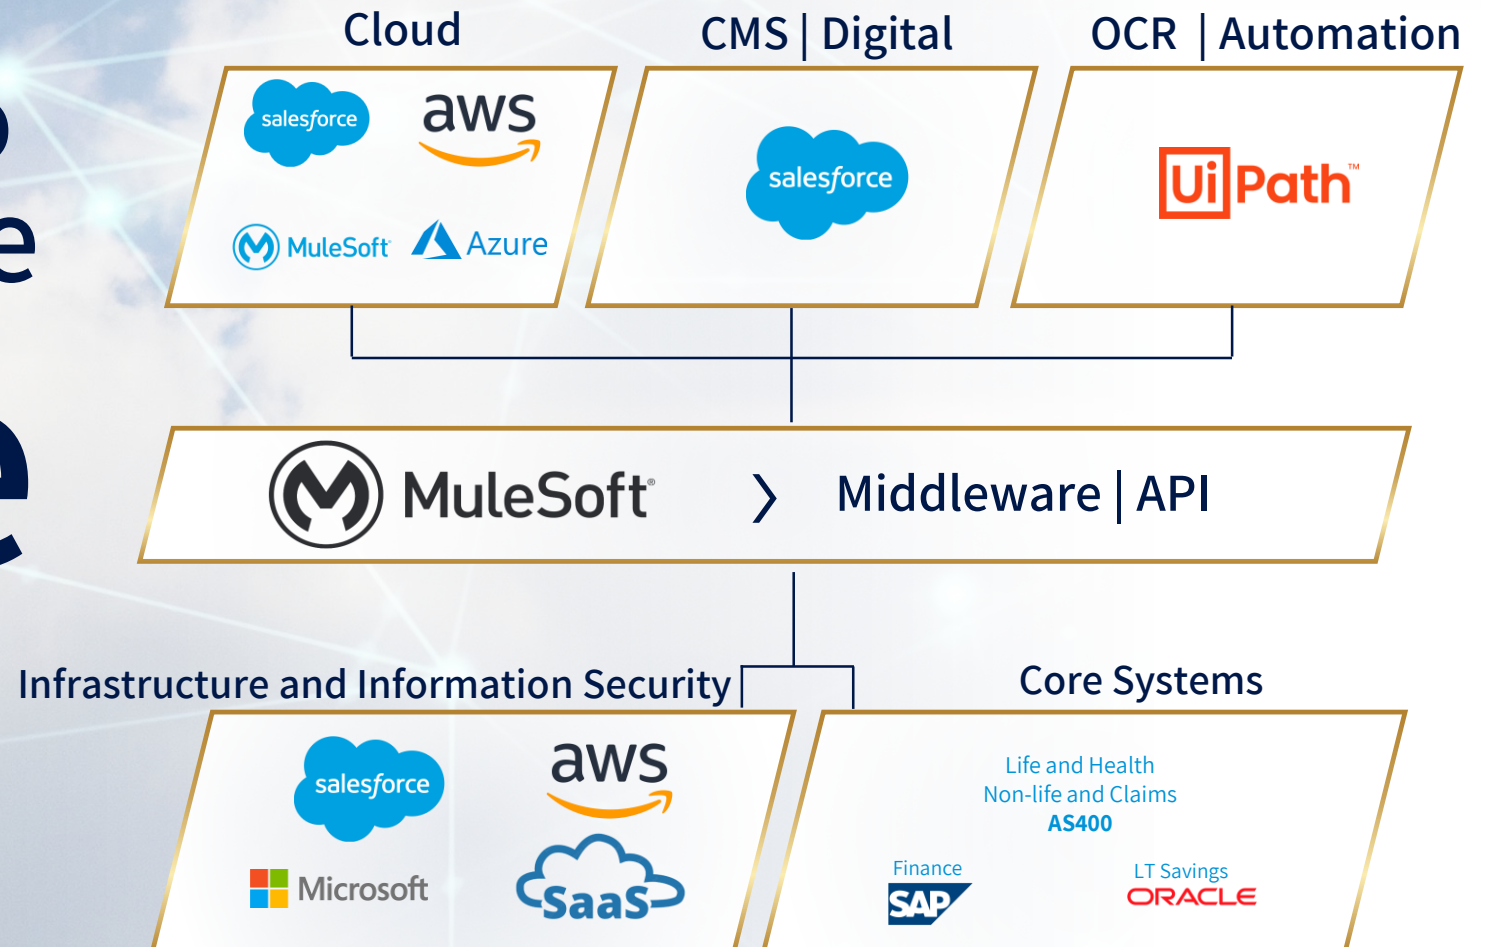 Cloud
CMS | Digital
OCR | Automation
salesforce
aws
salesforce
UiPath™
MuleSoft
Azure
e
MuleSoft®
Middleware | API
e
Infrastructure and Information Security
Core Systems
salesforce
aws
Life and Health
Non-life and Claims
AS400
Microsoft
SaaS
Finance
LT Savings
SAP
ORACLE